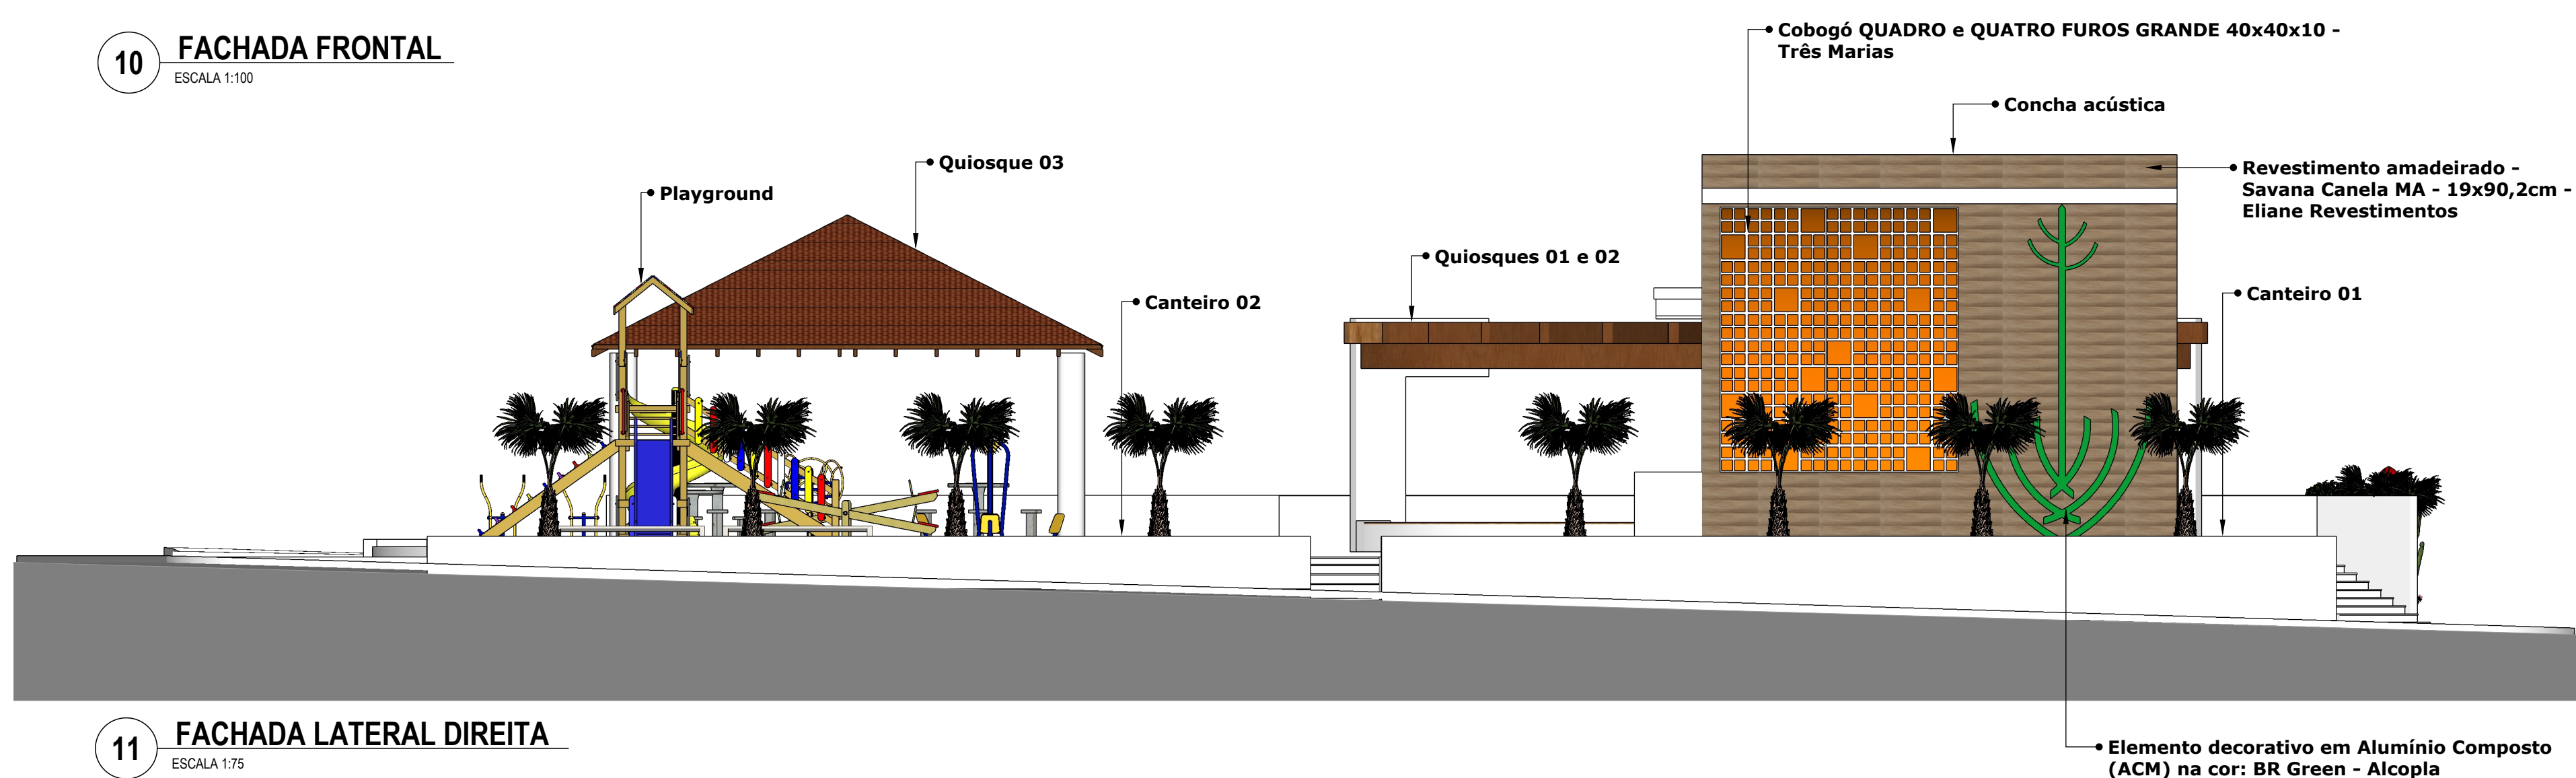 10
FACHADA FRONTAL
ESCALA 1:100
Cobogó QUADRO e QUATRO FUROS GRANDE 40x40x10 -
Três Marias
Concha acústica
Quiosque 03
Revestimento amadeirado -
Savana Canela MA - 19x90,2cm -
Eliane Revestimentos
Playground
Quiosques 01 e 02
Canteiro 02
Canteiro 01
11
FACHADA LATERAL DIREITA
ESCALA 1:75
Elemento decorativo em Alumínio Composto
(ACM) na cor: BR Green - Alcopla